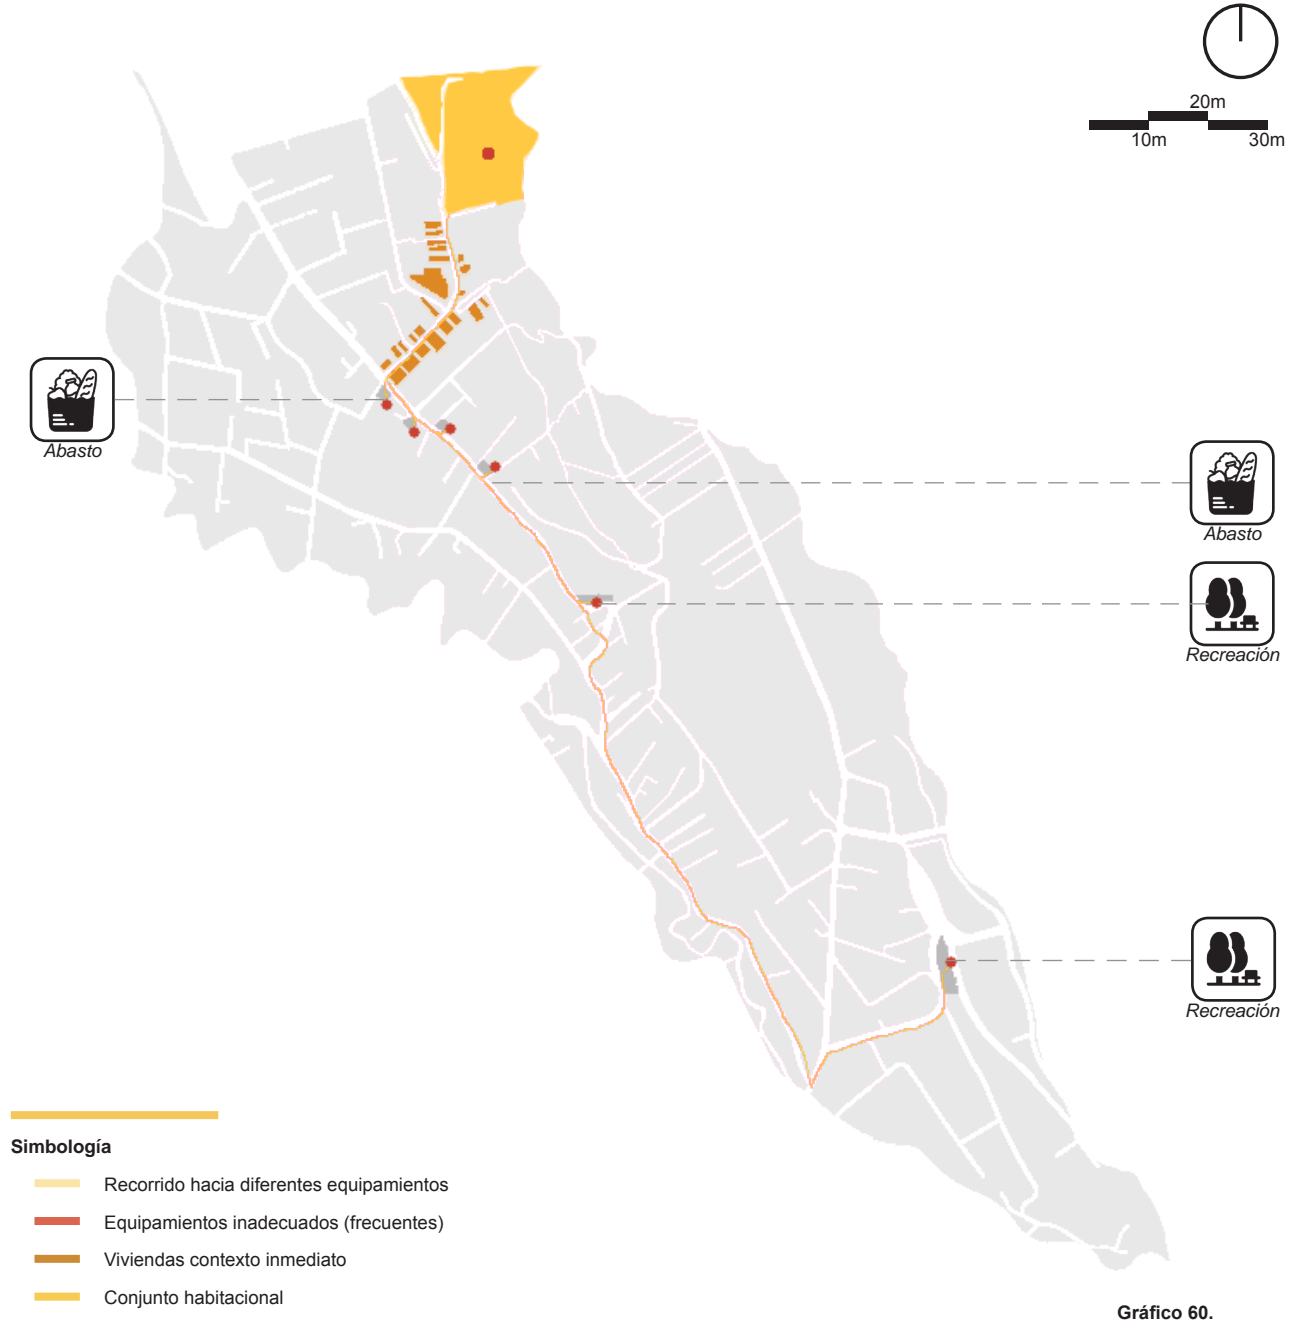 20m
10m
30m
Abasto
Abasto
Recreación
Recreación
Simbología
Recorrido hacia diferentes equipamientos
Equipamientos inadecuados (frecuentes)
Viviendas contexto inmediato
Conjunto habitacional
Gráfico 60.